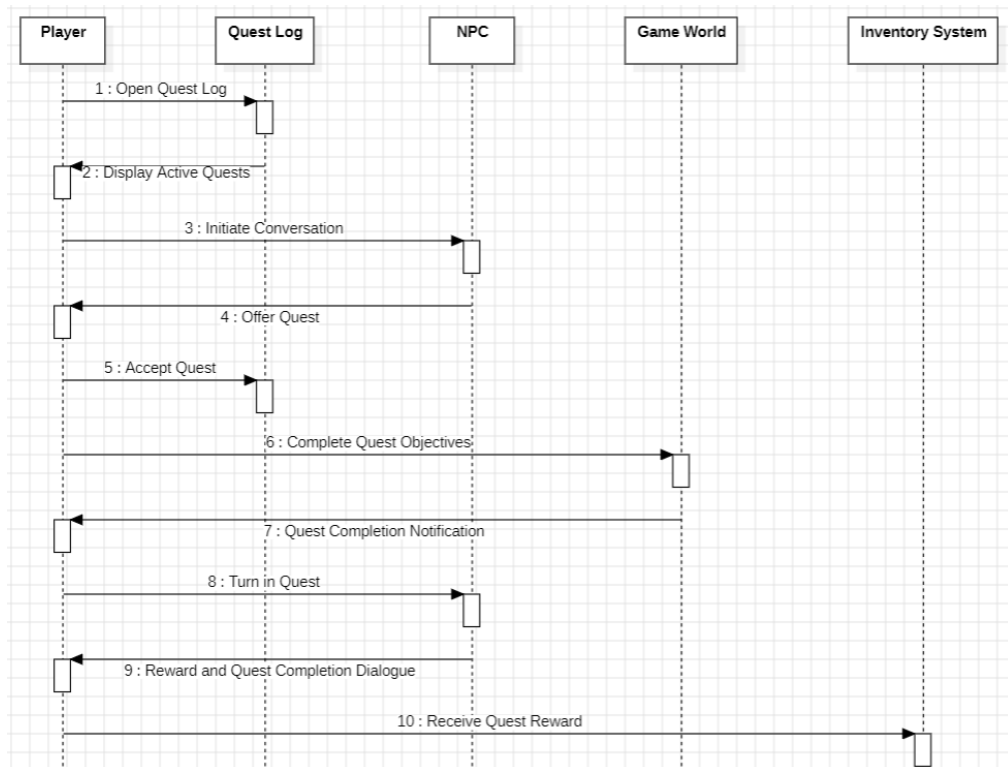 Player
Quest Log
NPC
Game World
Inventory System
1 : Open Quest Log
2 : Display Active Quests
3 : Initiate Conversation
4 : Offer Quest
5 : Accept Quest
6 : Complete Quest Objectives
7 : Quest Completion Notification
8 : Turn in Quest
9 : Reward and Quest Completion Dialogue
10 : Receive Quest Reward